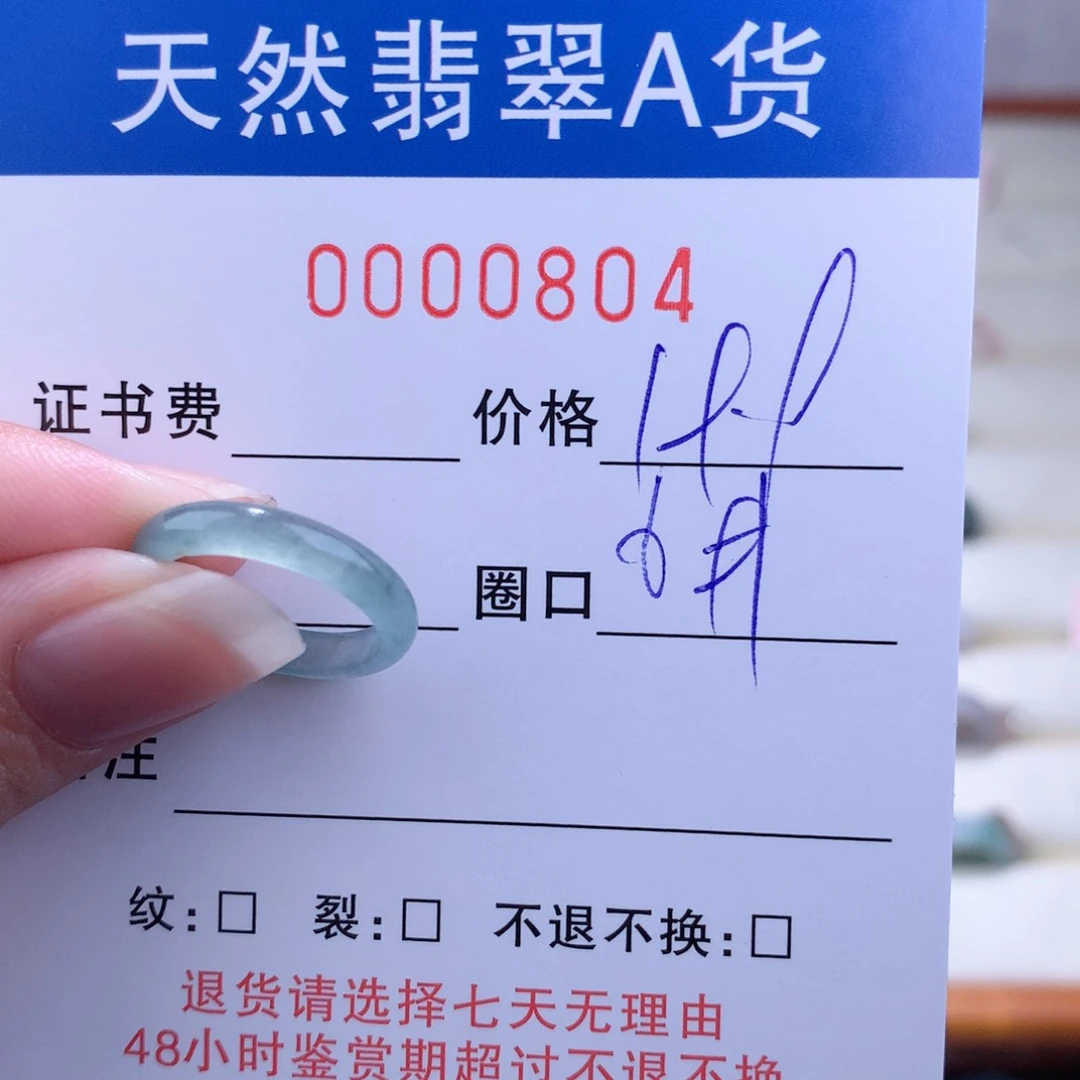 天然翡翠A货
0000804
证书费 价格
圈口
注
纹:□ 裂:□ 不退不换:□
退货请选择七天无理由
48小时鉴赏期超过不退不换